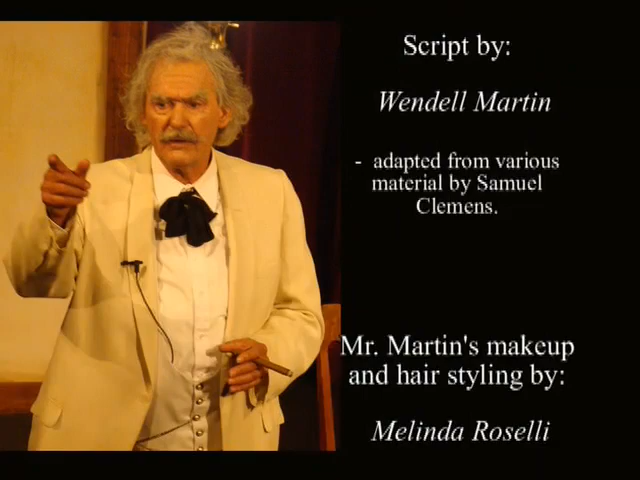 Script by:
Wendell Martin
- adapted from various
material by Samuel
Clemens.
Mr. Martin's makeup
and hair styling by:
Melinda Roselli